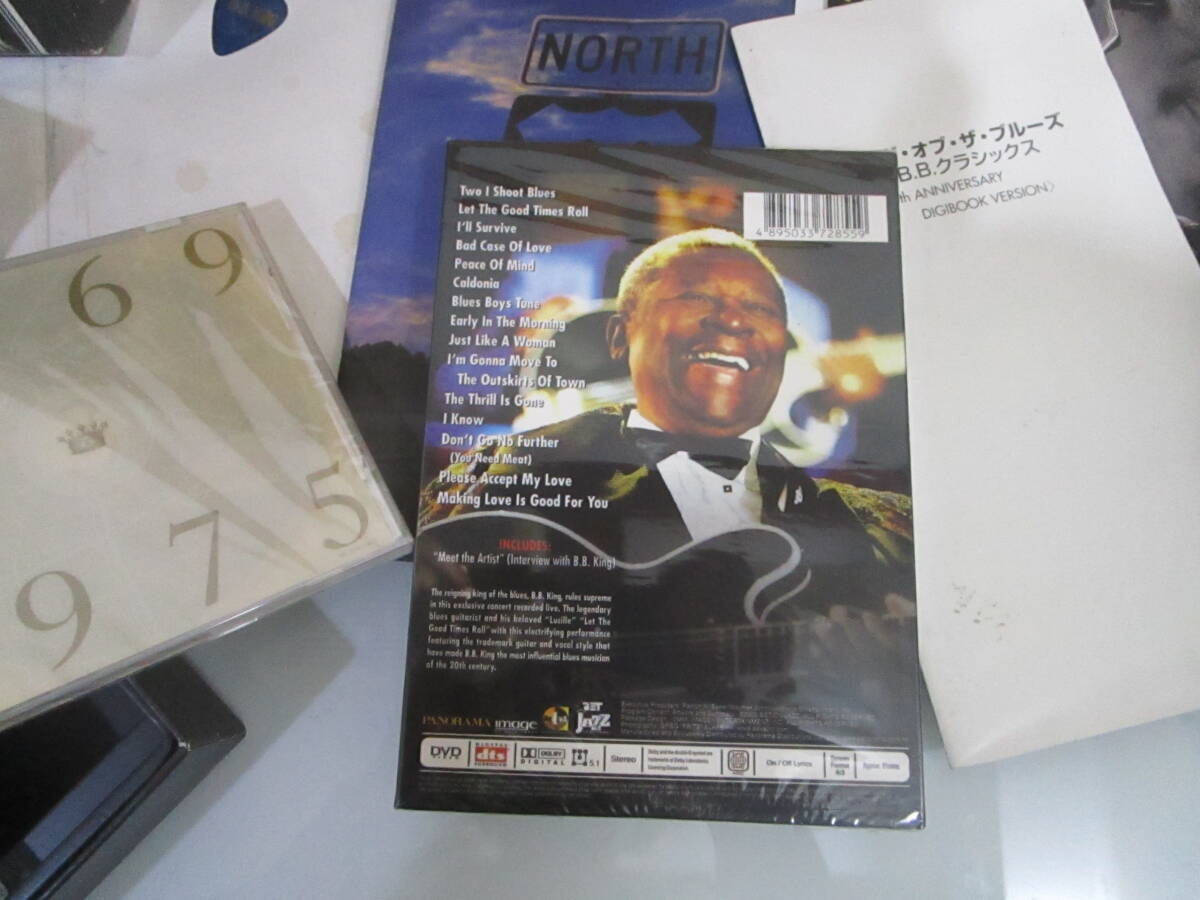 NORTH
・オブ・ザ・ブルーズ
B.B.クラシックス
th ANNIVERSARY
DIGIBOOK VERSION〉
6 9
9 7 5
4 895033 728559
Two I Shoot Blues
Let The Good Times Roll
I'll Survive
Bad Case Of Love
Peace Of Mind
Caldonia
Blues Boys Tune
Early In The Morning
Just Like A Woman
I'm Gonna Move To
The Outskirts Of Town
The Thrill Is Gone
I Know
Don't Go No Further
(You Need Meat)
Please Accept My Love
Making Love Is Good For You
INCLUDES:
"Meet the Artist" (Interview with B.B. King)
The reigning king of the blues, B.B. King, rules supreme
in this exclusive concert recorded live. The legendary
blues guitarist and his beloved "Lucille" "Let The
Good Times Roll" with this electrifying performance
featuring the trademark guitar and vocal style that
have made B.B. King the most influential blues musician
of the 20th century.
PANORAMA image BET JAZZ
DVD VIDEO DIGITAL dts SURROUND DOLBY DIGITAL 5.1 Stereo On / Off Lyrics